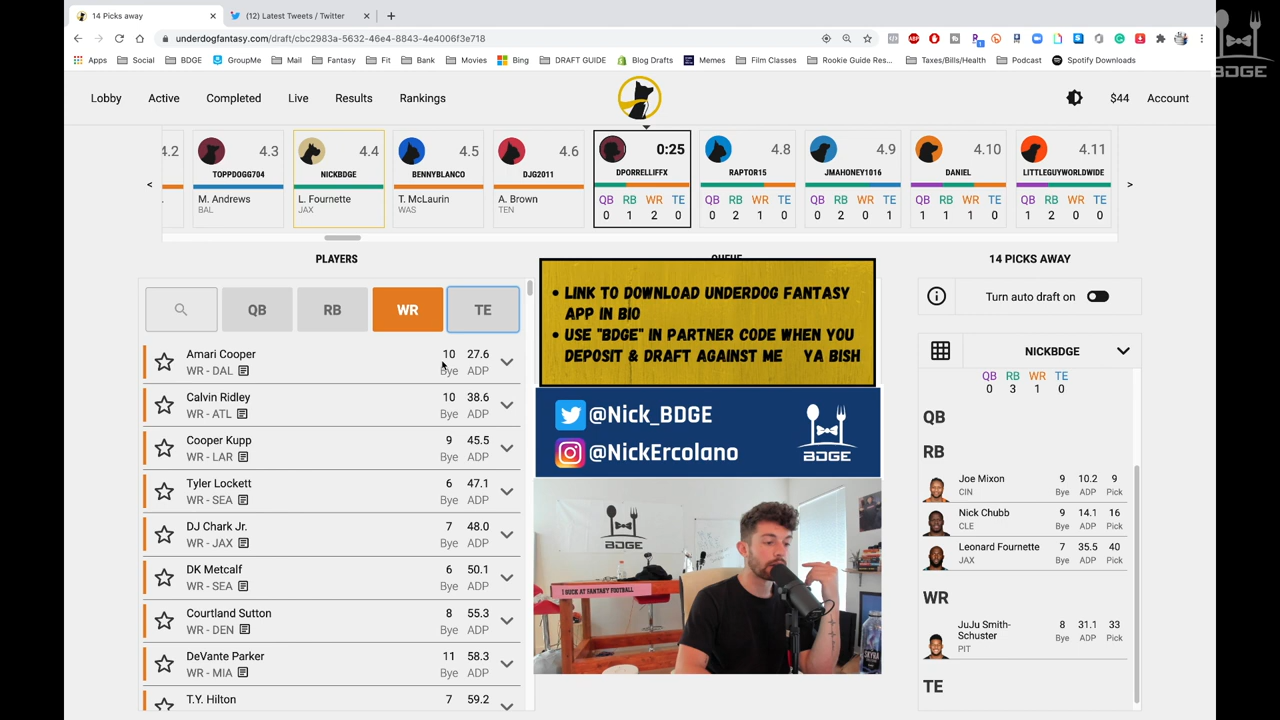 14 Picks away
(12) Latest Tweets / Twitter
underdogfantasy.com/draft/cbc2983a-5632-46e4-8843-4e4006f3e718
Apps Social BDGE GroupMe Mail Fantasy Fit Bank Movies Bing DRAFT GUIDE Blog Drafts Memes Film Classes Rookie Guide Res... Taxes/Bills/Health Podcast Spotify Downloads
BDGE
Lobby Active Completed Live Results Rankings $44 Account
4.2 4.3 4.4 4.5 4.6 0:25 4.8 4.9 4.10 4.11
TOPPDOGG704 NICKBDGE BENNYBLANCO DJG2011 DPORRELLIFFX RAPTOR15 JMAHONEY1016 DANIEL LITTLEGUYWORLDWIDE
M. Andrews L. Fournette T. McLaurin A. Brown QB RB WR TE QB RB WR TE QB RB WR TE QB RB WR TE QB RB WR TE
BAL JAX WAS TEN 0 1 2 0 0 2 1 0 0 2 0 1 1 1 1 0 1 2 0 0
< >
PLAYERS
QUEUE
14 PICKS AWAY
QB RB WR TE
Amari Cooper 10 27.6
WR - DAL Bye ADP
Calvin Ridley 10 38.6
WR - ATL Bye ADP
Cooper Kupp 9 45.5
WR - LAR Bye ADP
Tyler Lockett 6 47.1
WR - SEA Bye ADP
DJ Chark Jr. 7 48.0
WR - JAX Bye ADP
DK Metcalf 6 50.1
WR - SEA Bye ADP
Courtland Sutton 8 55.3
WR - DEN Bye ADP
DeVante Parker 11 58.3
WR - MIA Bye ADP
T.Y. Hilton 7 59.2
• LINK TO DOWNLOAD UNDERDOG FANTASY
APP IN BIO
• USE "BDGE" IN PARTNER CODE WHEN YOU
DEPOSIT & DRAFT AGAINST ME YA BISH
@Nick_BDGE
@NickErcolano
BDGE
BDGE
I SUCK AT FANTASY FOOTBALL
Turn auto draft on
NICKBDGE
QB RB WR TE
0 3 1 0
QB
RB
Joe Mixon 9 10.2 9
CIN Bye ADP Pick
Nick Chubb 9 14.1 16
CLE Bye ADP Pick
Leonard Fournette 7 35.5 40
JAX Bye ADP Pick
WR
JuJu Smith- 8 31.1 33
Schuster Bye ADP Pick
PIT
TE